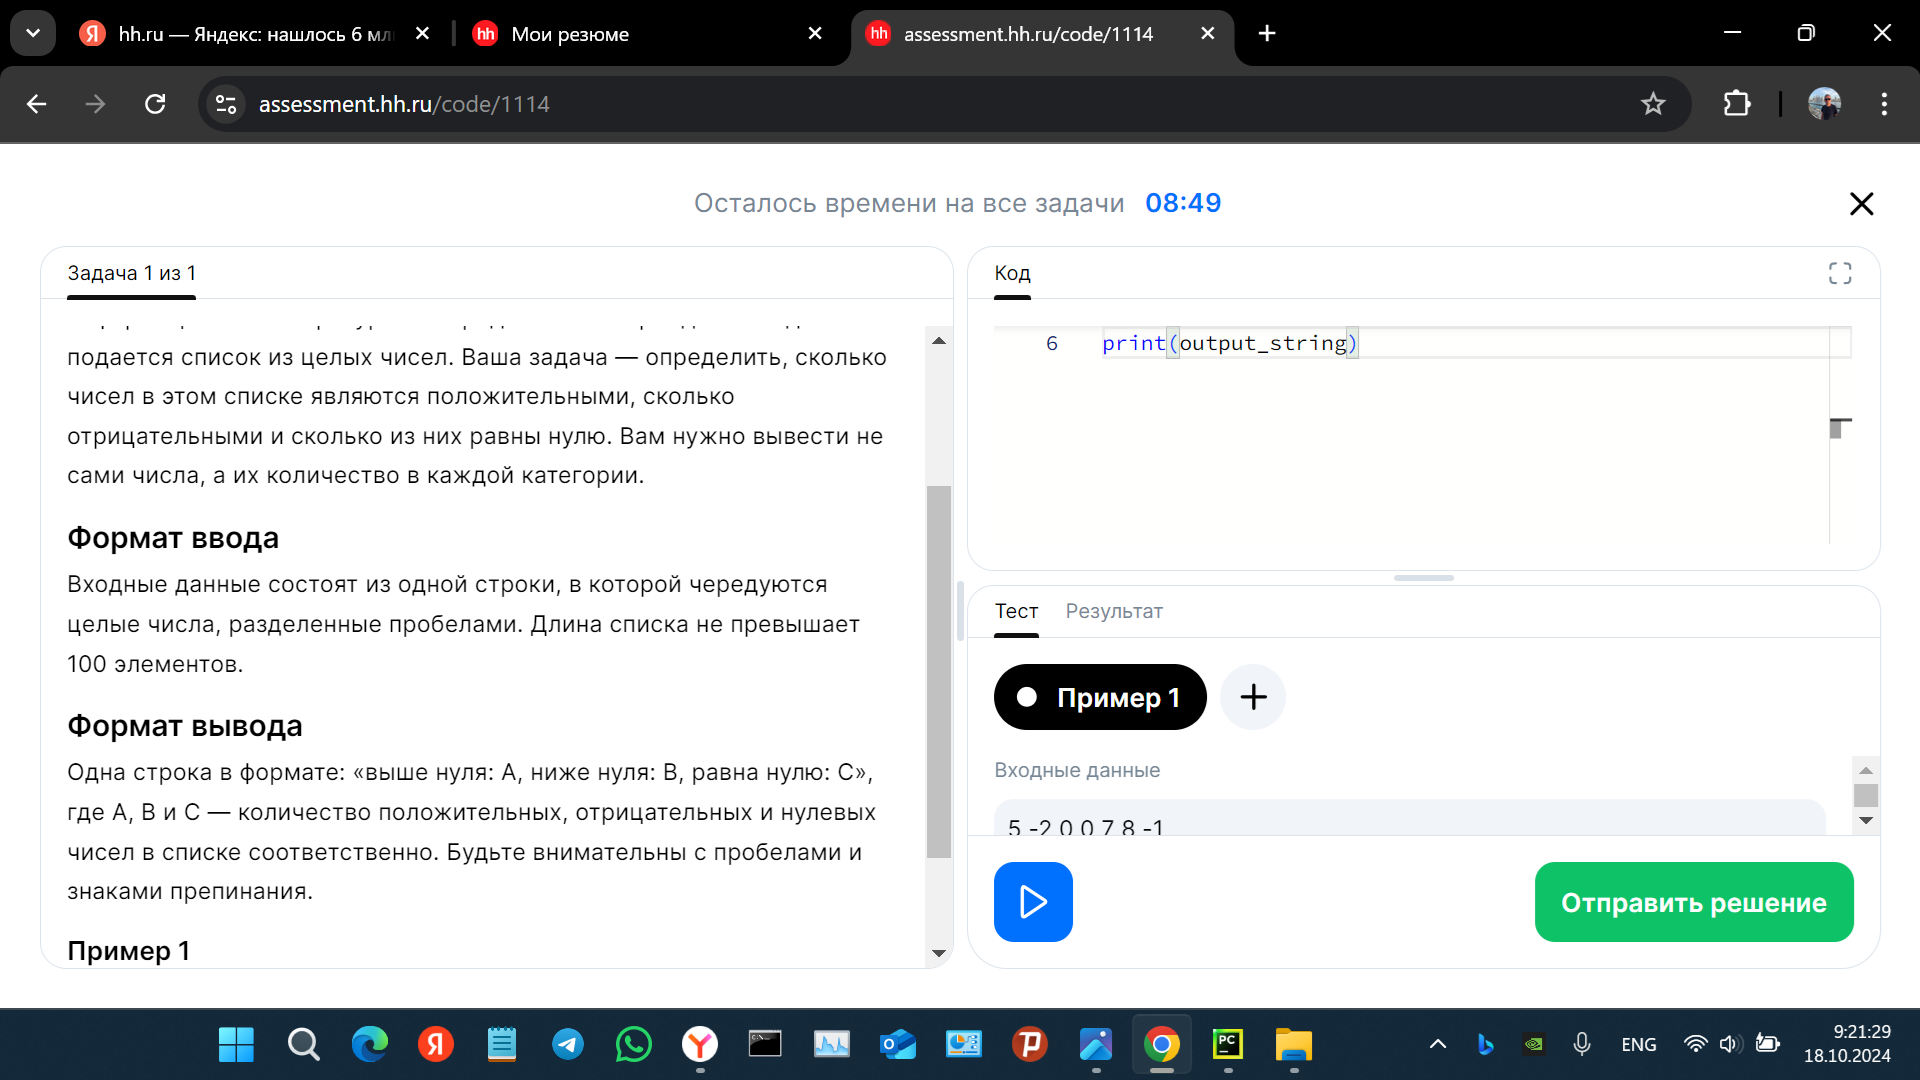 hh.ru — Яндекс: нашлось 6 мл
Мои резюме
assessment.hh.ru/code/1114
assessment.hh.ru/code/1114
Осталось времени на все задачи 08:49
Задача 1 из 1
подается список из целых чисел. Ваша задача — определить, сколько
чисел в этом списке являются положительными, сколько
отрицательными и сколько из них равны нулю. Вам нужно вывести не
сами числа, а их количество в каждой категории.
Формат ввода
Входные данные состоят из одной строки, в которой чередуются
целые числа, разделенные пробелами. Длина списка не превышает
100 элементов.
Формат вывода
Одна строка в формате: «выше нуля: A, ниже нуля: B, равна нулю: C»,
где A, B и C — количество положительных, отрицательных и нулевых
чисел в списке соответственно. Будьте внимательны с пробелами и
знаками препинания.
Пример 1
Код
6 print(output_string)
Тест Результат
Пример 1
Входные данные
5 -2 0 0 7 8 -1
Отправить решение
ENG
9:21:29
18.10.2024